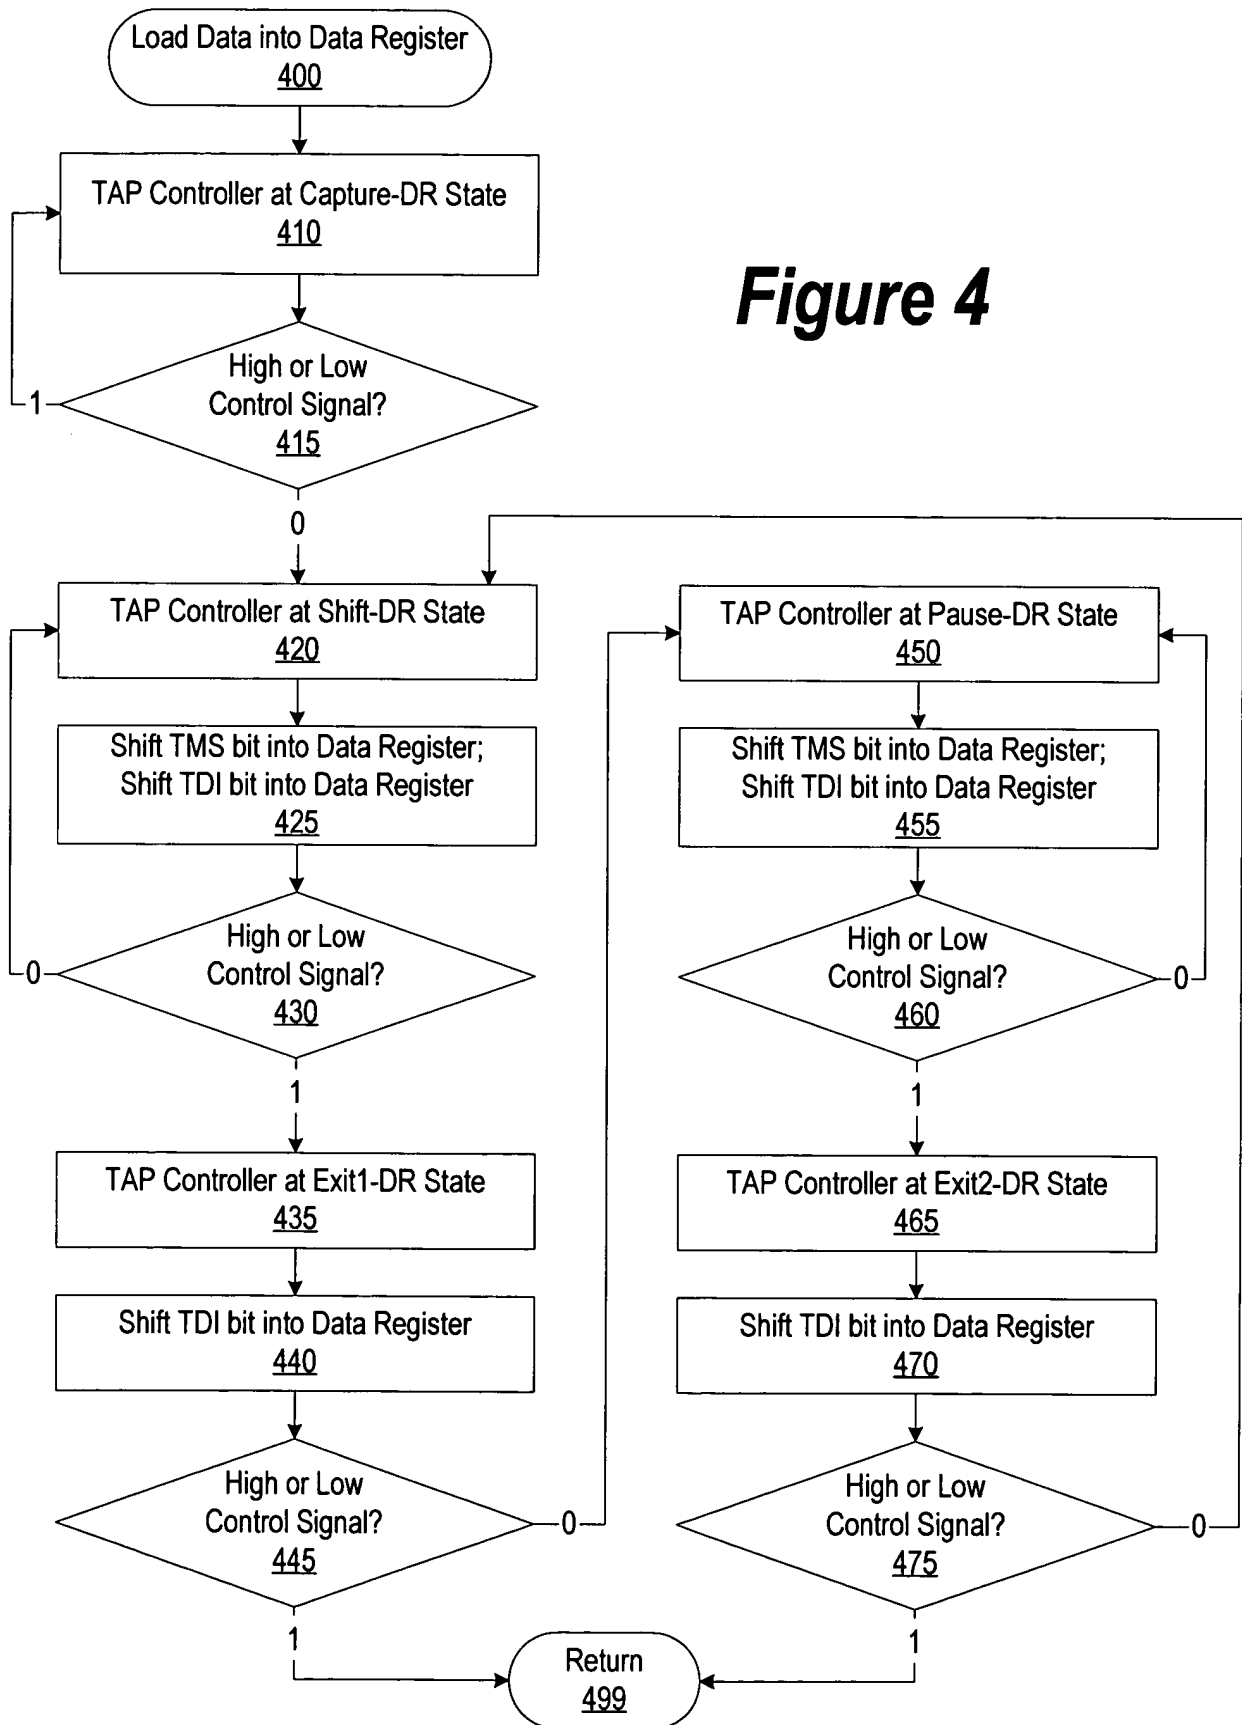 Load Data into Data Register
400
TAP Controller at Capture-DR State
410
Figure 4
High or Low
Control Signal?
415
1
0
TAP Controller at Shift-DR State
420
Shift TMS bit into Data Register;
Shift TDI bit into Data Register
425
High or Low
Control Signal?
430
0
1
TAP Controller at Exit1-DR State
435
Shift TDI bit into Data Register
440
High or Low
Control Signal?
445
0
1
TAP Controller at Pause-DR State
450
Shift TMS bit into Data Register;
Shift TDI bit into Data Register
455
High or Low
Control Signal?
460
0
1
TAP Controller at Exit2-DR State
465
Shift TDI bit into Data Register
470
High or Low
Control Signal?
475
0
1
Return
499